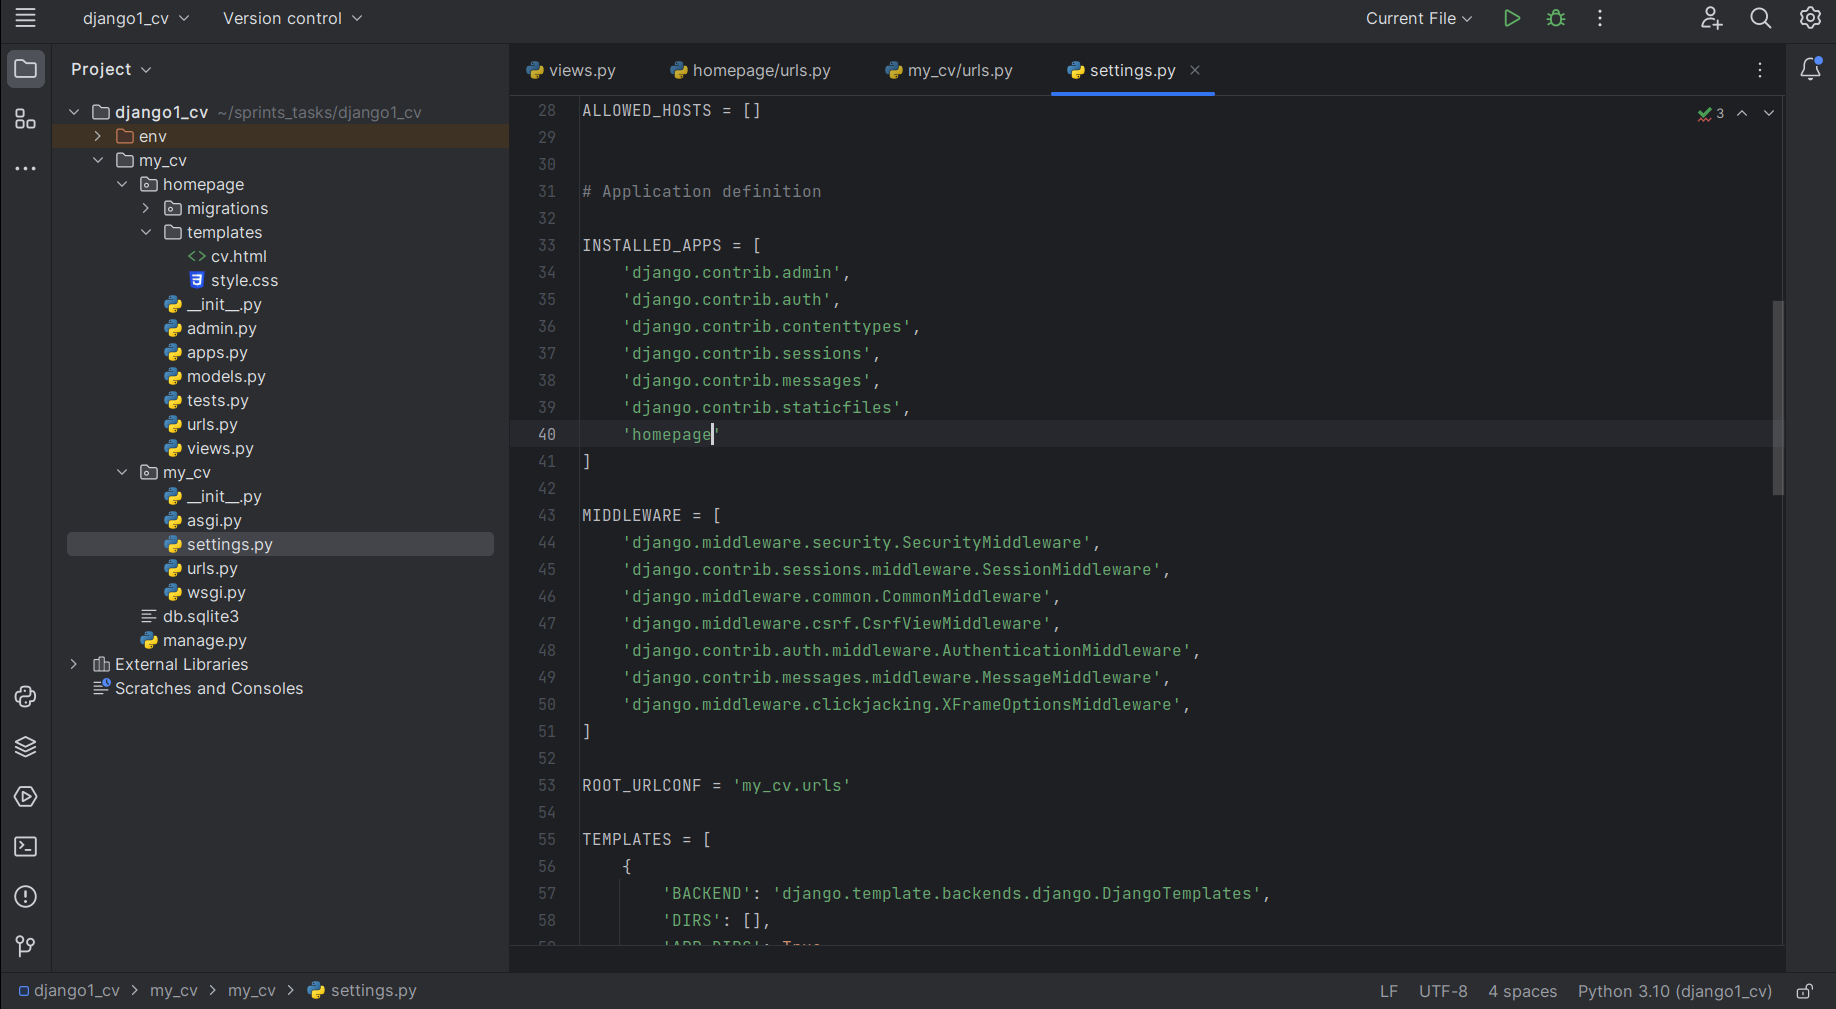 django1_cv
Version control
Current File
Project
django1_cv ~/sprints_tasks/django1_cv
env
my_cv
homepage
migrations
templates
cv.html
style.css
__init__.py
admin.py
apps.py
models.py
tests.py
urls.py
views.py
my_cv
__init__.py
asgi.py
settings.py
urls.py
wsgi.py
db.sqlite3
manage.py
External Libraries
Scratches and Consoles
views.py
homepage/urls.py
my_cv/urls.py
settings.py
3
28 ALLOWED_HOSTS = []
29
30
31 # Application definition
32
33 INSTALLED_APPS = [
34 'django.contrib.admin',
35 'django.contrib.auth',
36 'django.contrib.contenttypes',
37 'django.contrib.sessions',
38 'django.contrib.messages',
39 'django.contrib.staticfiles',
40 'homepage'
41 ]
42
43 MIDDLEWARE = [
44 'django.middleware.security.SecurityMiddleware',
45 'django.contrib.sessions.middleware.SessionMiddleware',
46 'django.middleware.common.CommonMiddleware',
47 'django.middleware.csrf.CsrfViewMiddleware',
48 'django.contrib.auth.middleware.AuthenticationMiddleware',
49 'django.contrib.messages.middleware.MessageMiddleware',
50 'django.middleware.clickjacking.XFrameOptionsMiddleware',
51 ]
52
53 ROOT_URLCONF = 'my_cv.urls'
54
55 TEMPLATES = [
56 {
57 'BACKEND': 'django.template.backends.django.DjangoTemplates',
58 'DIRS': [],
59 'APP_DIRS': True
django1_cv > my_cv > my_cv > settings.py
LF UTF-8 4 spaces Python 3.10 (django1_cv)